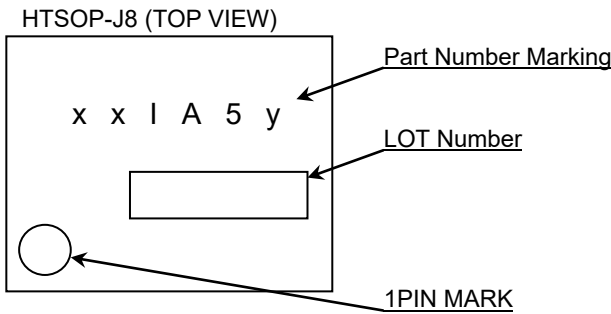 HTSOP-J8 (TOP VIEW)
Part Number Marking
x x I A 5 y
LOT Number
1PIN MARK